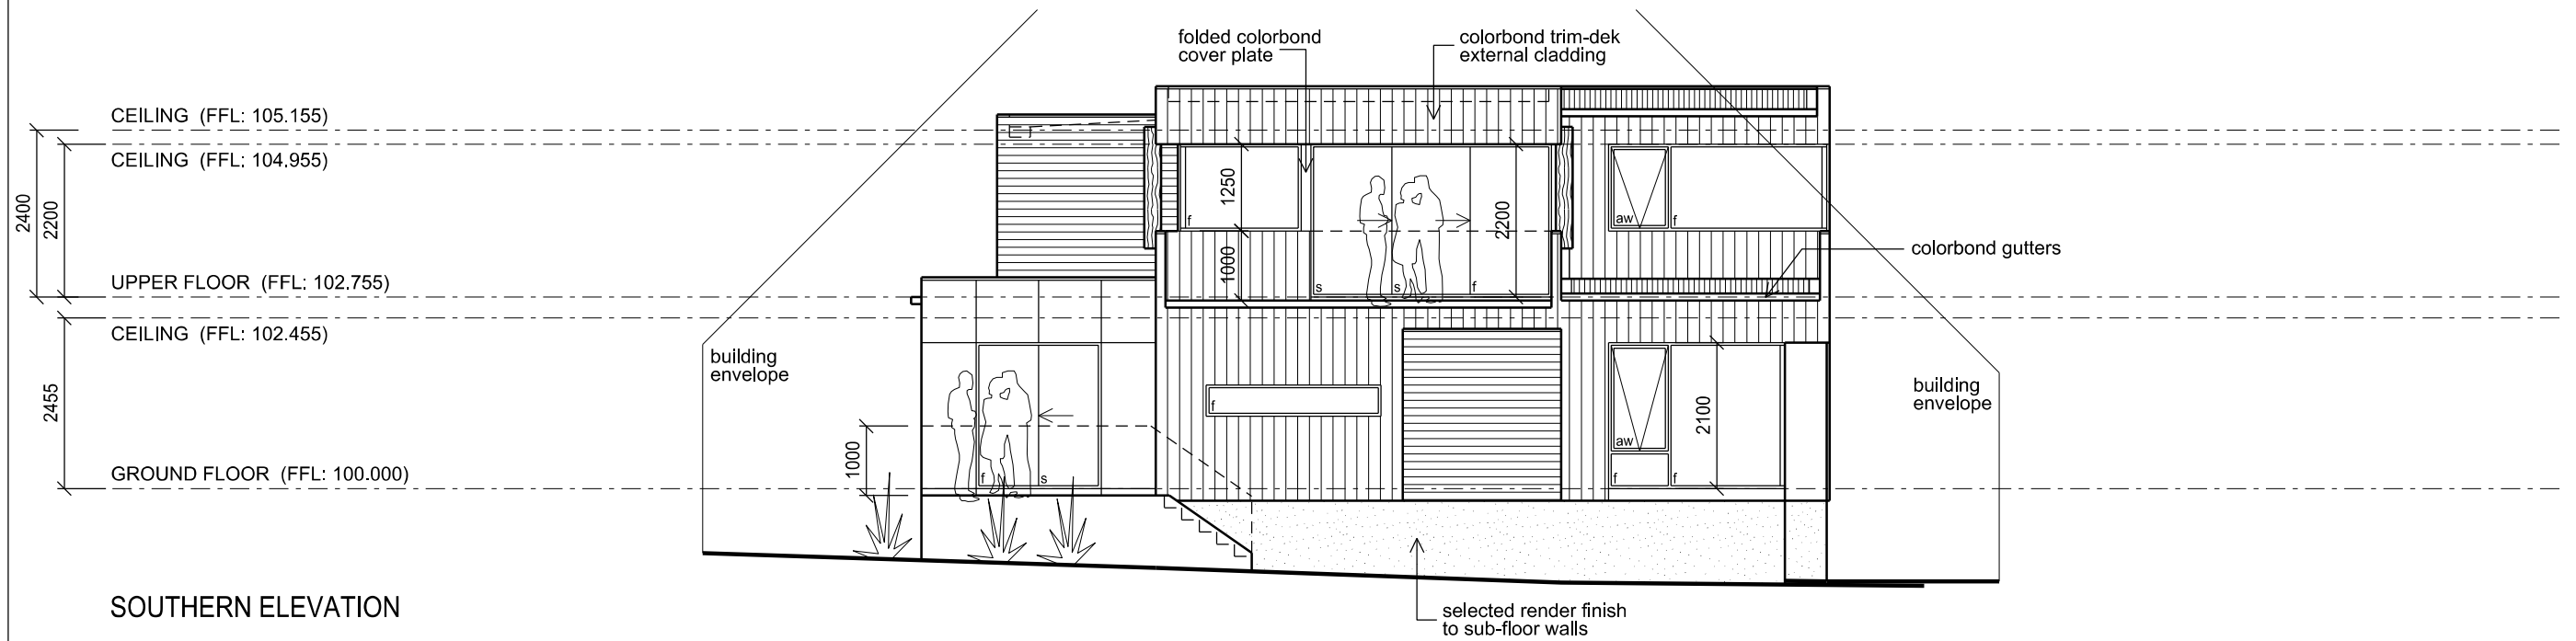 folded colorbond
cover plate
colorbond trim-dek
external cladding
CEILING (FFL: 105.155)
CEILING (FFL: 104.955)
2400
2200
1250
f
1000
2200
s
s
f
aw
f
colorbond gutters
UPPER FLOOR (FFL: 102.755)
CEILING (FFL: 102.455)
building
envelope
building
envelope
2455
f
aw
2100
1000
GROUND FLOOR (FFL: 100.000)
f
s
f
f
SOUTHERN ELEVATION
selected render finish
to sub-floor walls